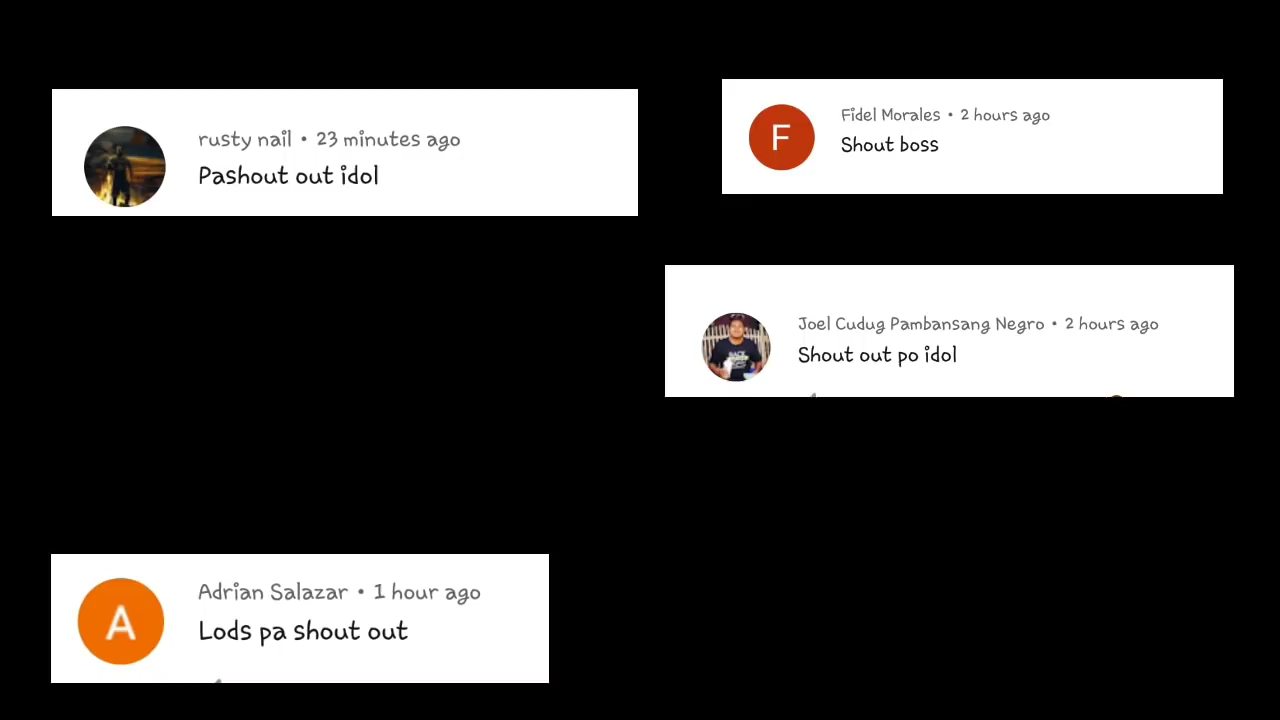 rusty nail • 23 minutes ago
Pashout out idol
F
Fidel Morales • 2 hours ago
Shout boss
Joel Cudug Pambansang Negro • 2 hours ago
Shout out po idol
A
Adrian Salazar • 1 hour ago
Lods pa shout out